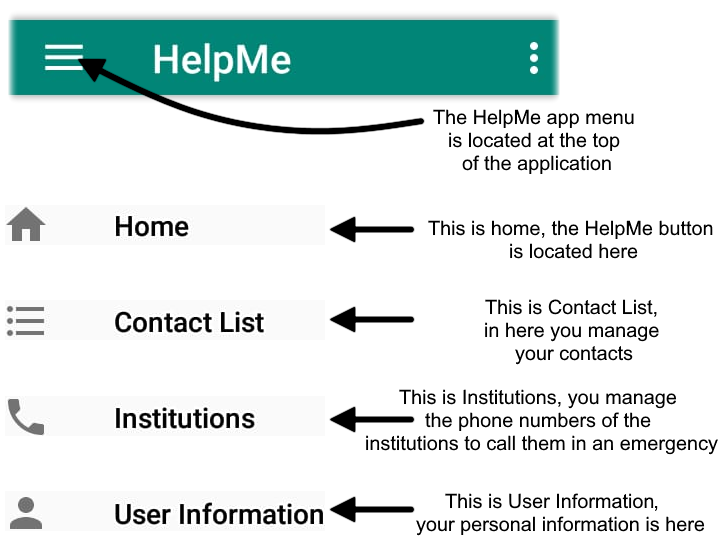 HelpMe
The HelpMe app menu
is located at the top
of the application
Home
This is home, the HelpMe button
is located here
Contact List
This is Contact List,
in here you manage
your contacts
Institutions
This is Institutions, you manage
the phone numbers of the
institutions to call them in an emergency
User Information
This is User Information,
your personal information is here